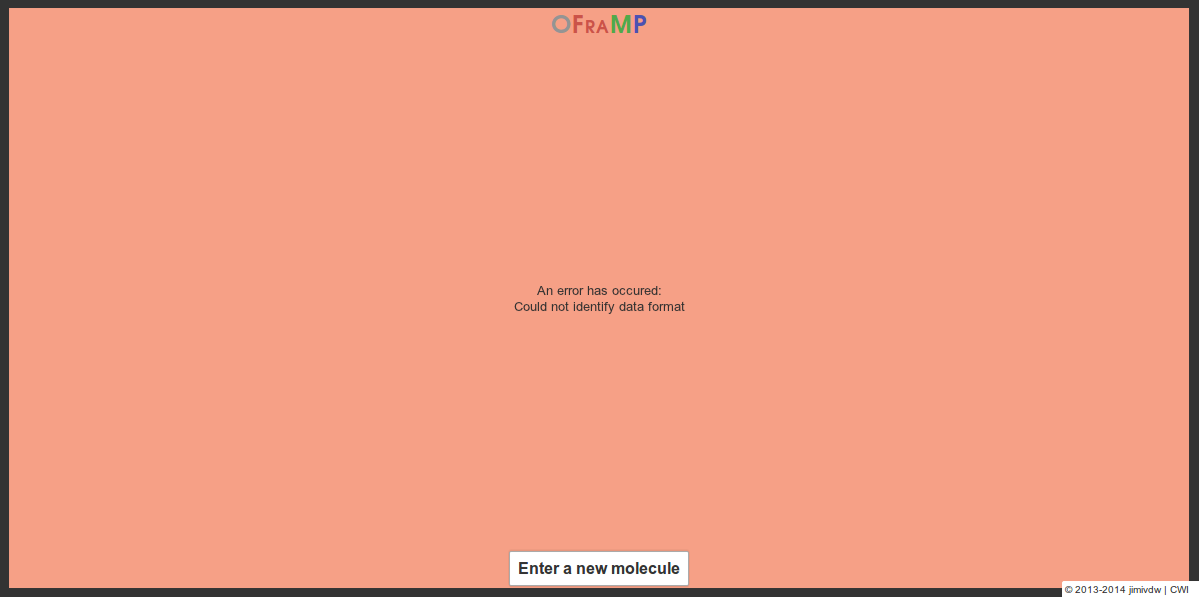 OFRAMP
An error has occured:
Could not identify data format
Enter a new molecule
© 2013-2014 jimivdw | CWI